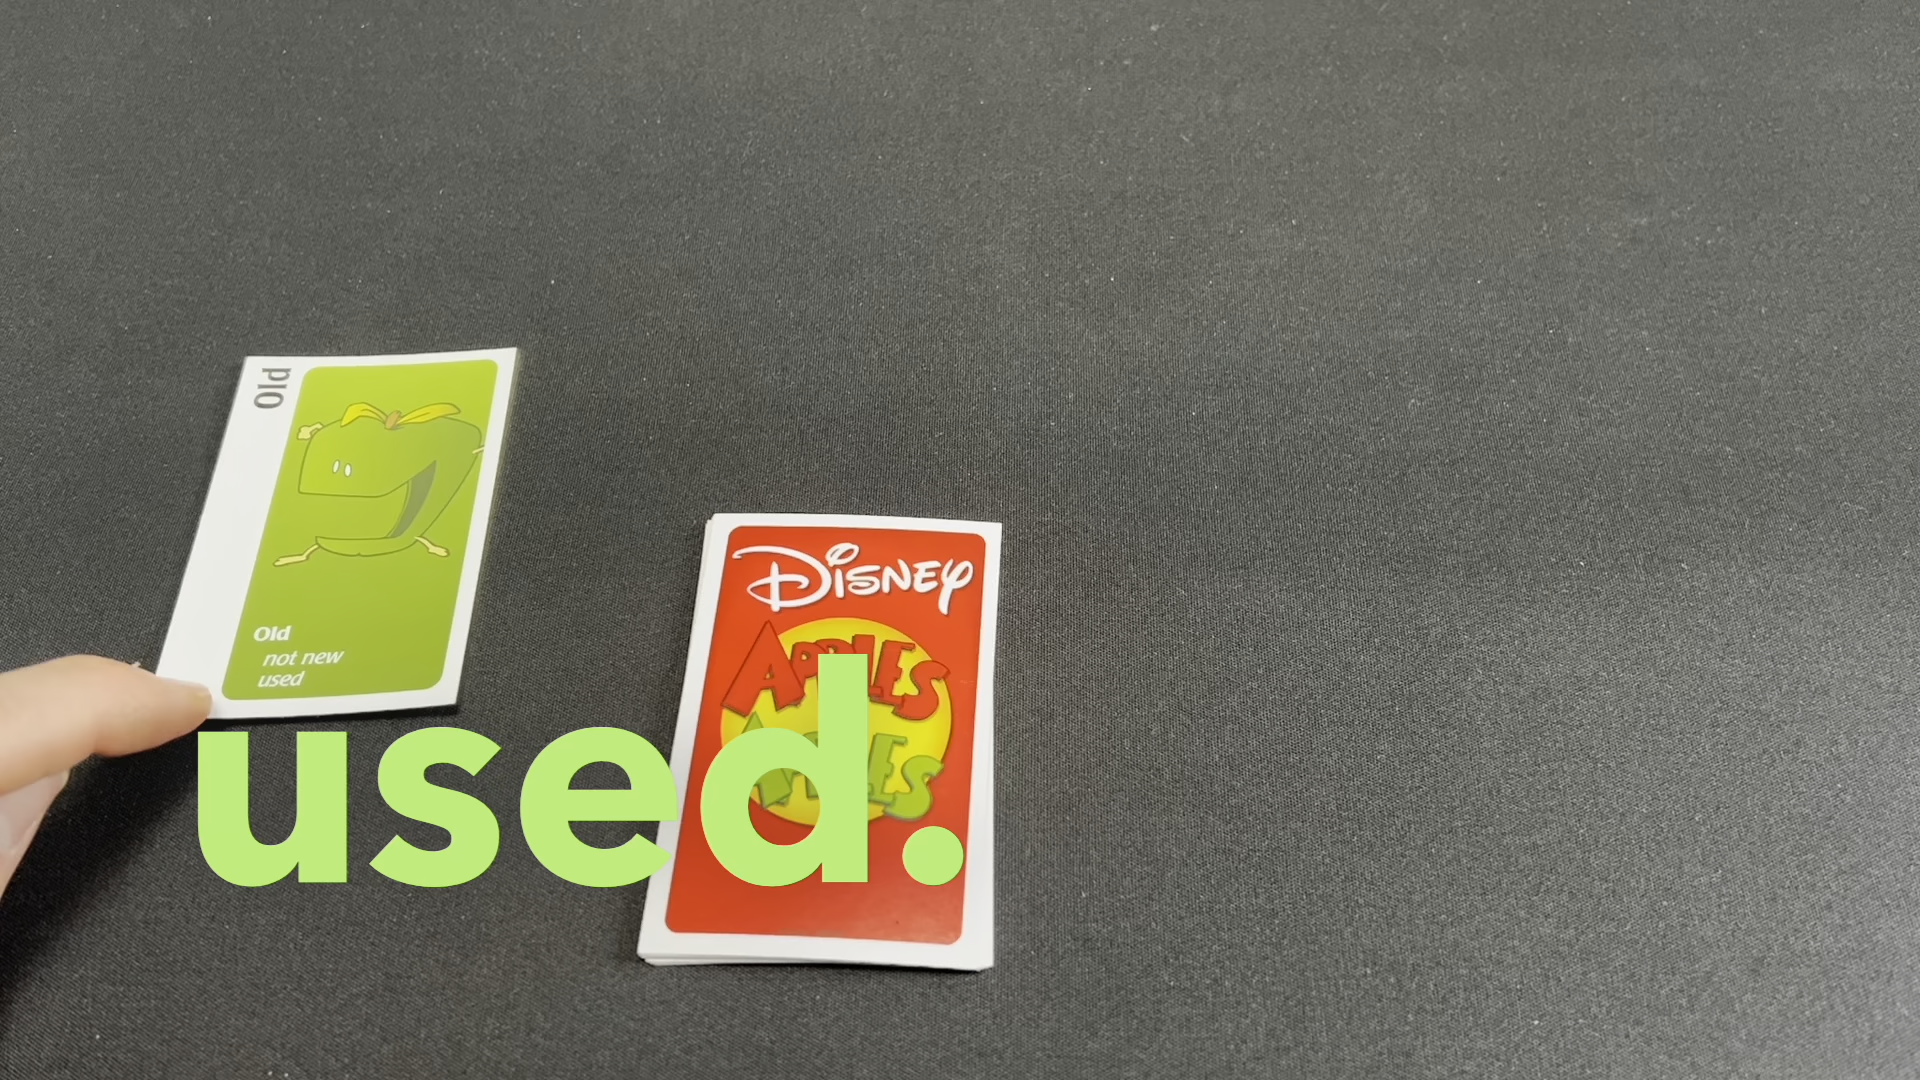 Old
Old
not new
used
DISNEY
APPLES
APPLES
used.